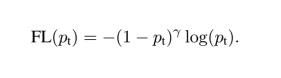 FL(pₜ) = −(1 − pₜ)ᵞ log(pₜ).